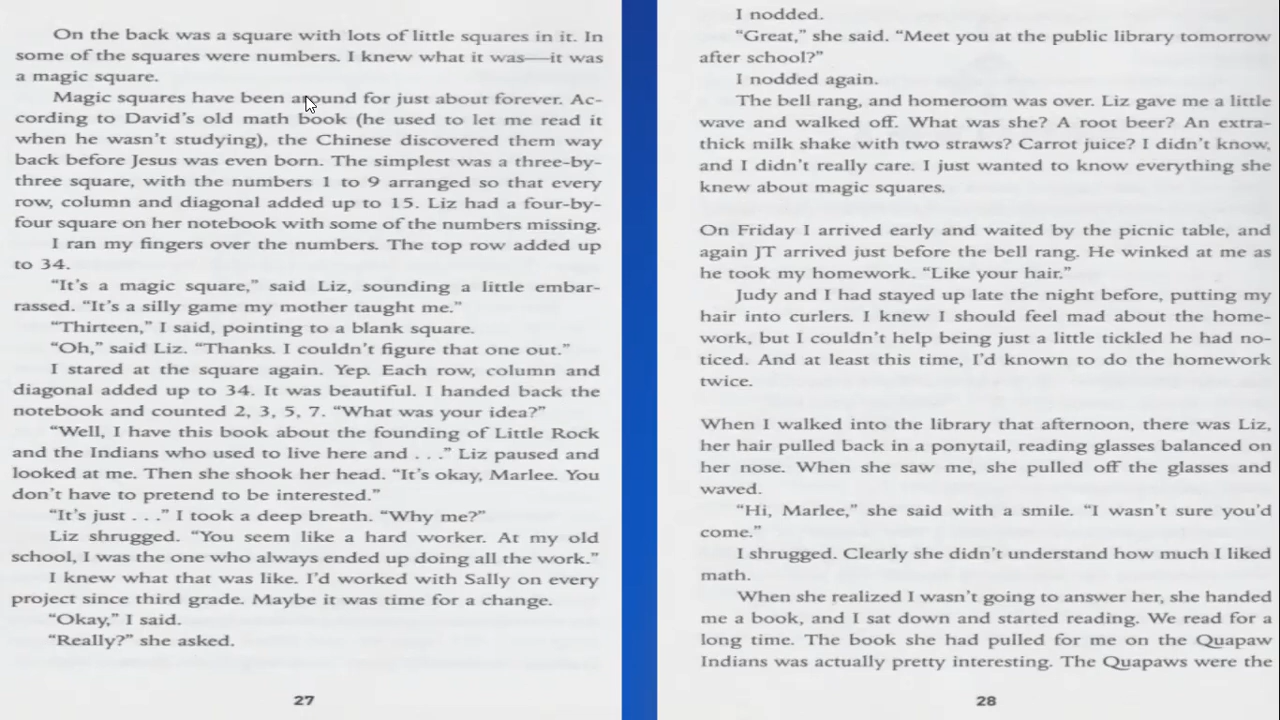 On the back was a square with lots of little squares in it. In
some of the squares were numbers. I knew what it was—it was
a magic square.
Magic squares have been around for just about forever. Ac-
cording to David's old math book (he used to let me read it
when he wasn't studying), the Chinese discovered them way
back before Jesus was even born. The simplest was a three-by-
three square, with the numbers 1 to 9 arranged so that every
row, column and diagonal added up to 15. Liz had a four-by-
four square on her notebook with some of the numbers missing.
I ran my fingers over the numbers. The top row added up
to 34.
"It's a magic square," said Liz, sounding a little embar-
rassed. "It's a silly game my mother taught me."
"Thirteen," I said, pointing to a blank square.
"Oh," said Liz. "Thanks. I couldn't figure that one out."
I stared at the square again. Yep. Each row, column and
diagonal added up to 34. It was beautiful. I handed back the
notebook and counted 2, 3, 5, 7. "What was your idea?"
"Well, I have this book about the founding of Little Rock
and the Indians who used to live here and . . ." Liz paused and
looked at me. Then she shook her head. "It's okay, Marlee. You
don't have to pretend to be interested."
"It's just . . ." I took a deep breath. "Why me?"
Liz shrugged. "You seem like a hard worker. At my old
school, I was the one who always ended up doing all the work."
I knew what that was like. I'd worked with Sally on every
project since third grade. Maybe it was time for a change.
"Okay," I said.
"Really?" she asked.
27
I nodded.
"Great," she said. "Meet you at the public library tomorrow
after school?"
I nodded again.
The bell rang, and homeroom was over. Liz gave me a little
wave and walked off. What was she? A root beer? An extra-
thick milk shake with two straws? Carrot juice? I didn't know,
and I didn't really care. I just wanted to know everything she
knew about magic squares.
On Friday I arrived early and waited by the picnic table, and
again JT arrived just before the bell rang. He winked at me as
he took my homework. "Like your hair."
Judy and I had stayed up late the night before, putting my
hair into curlers. I knew I should feel mad about the home-
work, but I couldn't help being just a little tickled he had no-
ticed. And at least this time, I'd known to do the homework
twice.
When I walked into the library that afternoon, there was Liz,
her hair pulled back in a ponytail, reading glasses balanced on
her nose. When she saw me, she pulled off the glasses and
waved.
"Hi, Marlee," she said with a smile. "I wasn't sure you'd
come."
I shrugged. Clearly she didn't understand how much I liked
math.
When she realized I wasn't going to answer her, she handed
me a book, and I sat down and started reading. We read for a
long time. The book she had pulled for me on the Quapaw
Indians was actually pretty interesting. The Quapaws were the
28